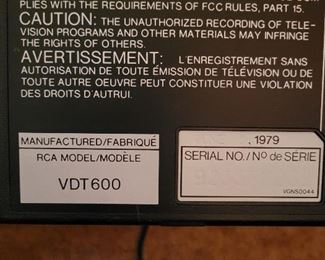 PLIES WITH THE REQUIREMENTS OF FCC RULES, PART 15.
CAUTION: THE UNAUTHORIZED RECORDING OF TELE-
VISION PROGRAMS AND OTHER MATERIALS MAY INFRINGE
THE RIGHTS OF OTHERS.
AVERTISSEMENT: L'ENREGISTREMENT SANS
AUTORISATION DE TOUTE ÉMISSION DE TÉLÉVISION OU DE
TOUTE AUTRE OEUVRE PEUT CONSTITUER UNE VIOLATION
DES DROITS D'AUTRUI.
MANUFACTURED/FABRIQUÉ
, 1979
RCA MODEL/MODÈLE
SERIAL NO./Nº de SÉRIE
VDT600
VGNS0044